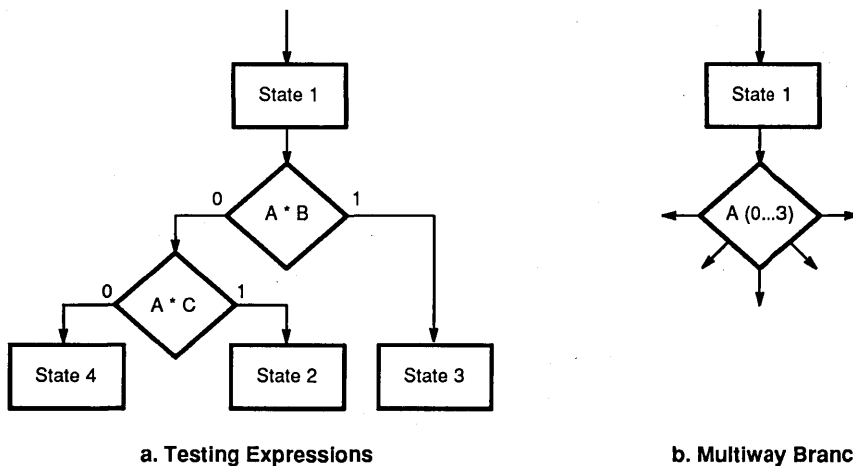 State 1
0
A * B
1
0
A * C
1
State 4
State 2
State 3
a. Testing Expressions
State 1
A (0...3)
b. Multiway Branc